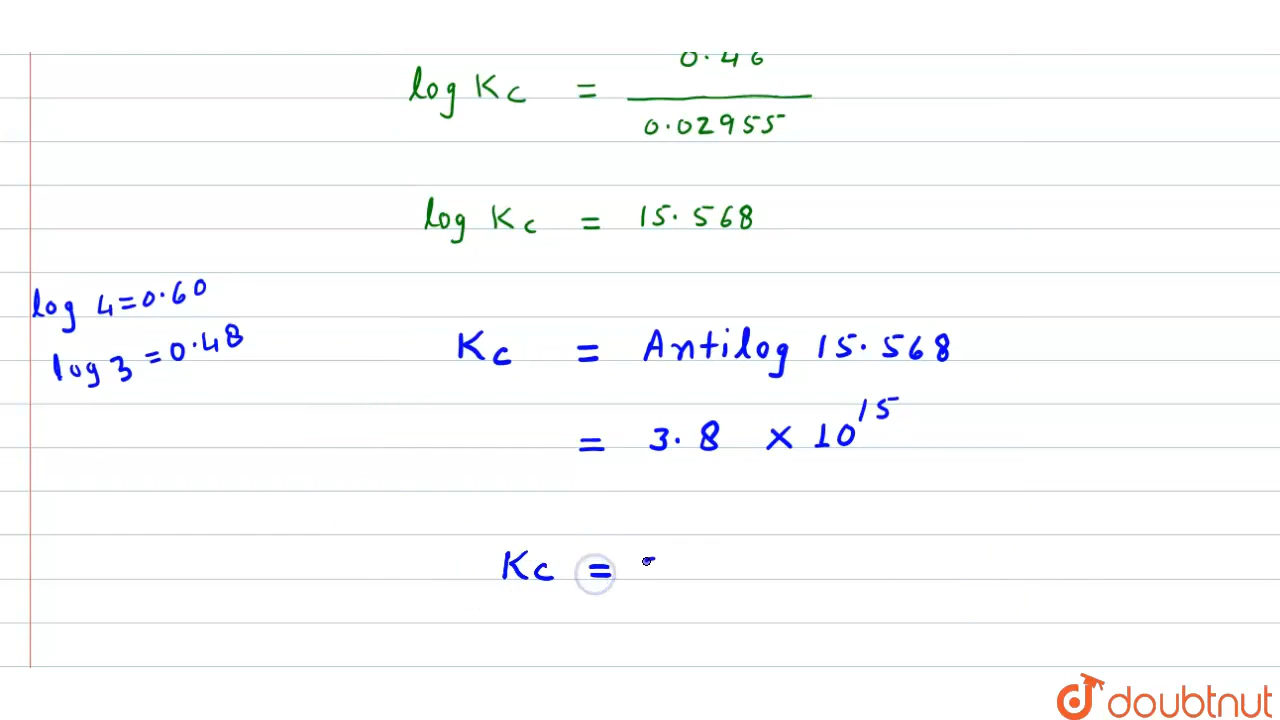 0.46
log Kc =
0.02955
log Kc = 15.568
log 4=0.60
log 3=0.48
Kc = Antilog 15.568
= 3.8 × 10^15
Kc =
doubtnut